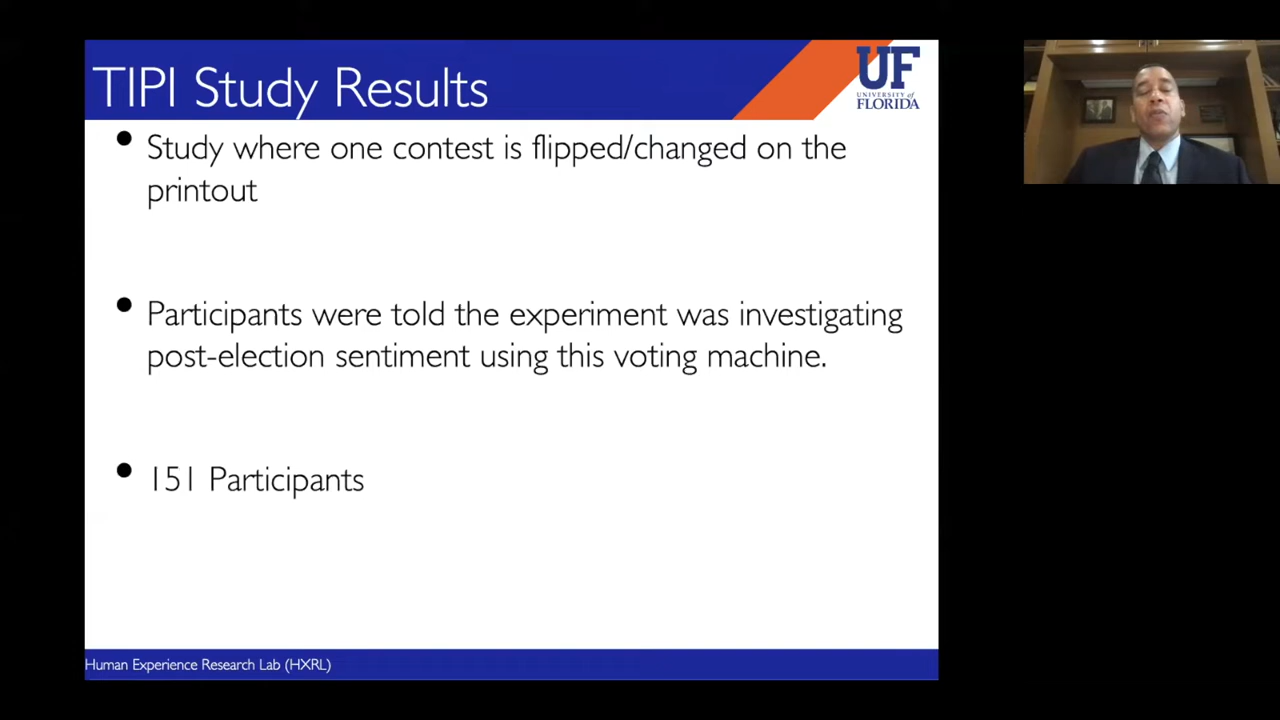 TIPI Study Results
UF
UNIVERSITY of
FLORIDA
• Study where one contest is flipped/changed on the
printout
• Participants were told the experiment was investigating
post-election sentiment using this voting machine.
• 151 Participants
Human Experience Research Lab (HXRL)